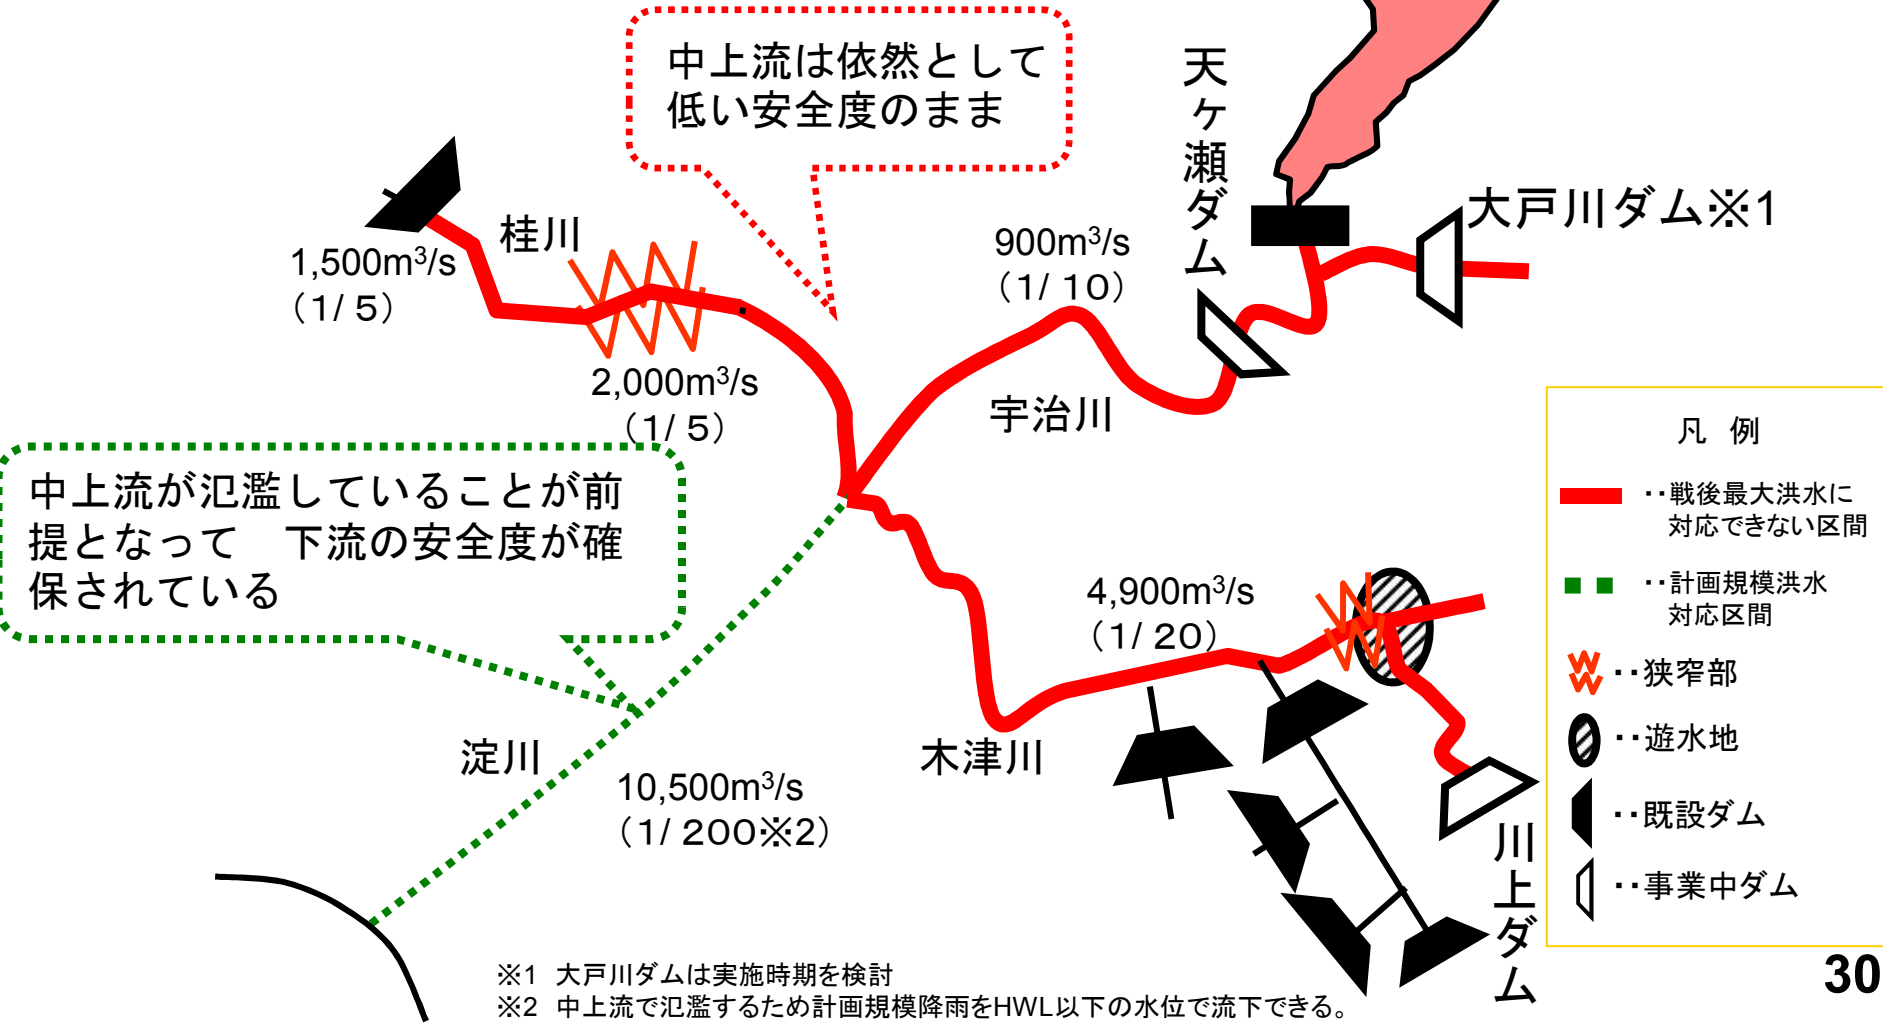 中上流は依然として
低い安全度のまま
天ヶ瀬ダム
大戸川ダム※1
桂川
1,500m³/s
（1/ 5）
900m³/s
（1/ 10）
2,000m³/s
（1/ 5）
宇治川
中上流が氾濫していることが前
提となって　下流の安全度が確
保されている
4,900m³/s
（1/ 20）
淀川
木津川
10,500m³/s
（1/ 200※2）
川上ダム
凡 例
‥戦後最大洪水に
対応できない区間
‥計画規模洪水
対応区間
‥狭窄部
‥遊水地
‥既設ダム
‥事業中ダム
※1 大戸川ダムは実施時期を検討
※2 中上流で氾濫するため計画規模降雨をHWL以下の水位で流下できる。
30